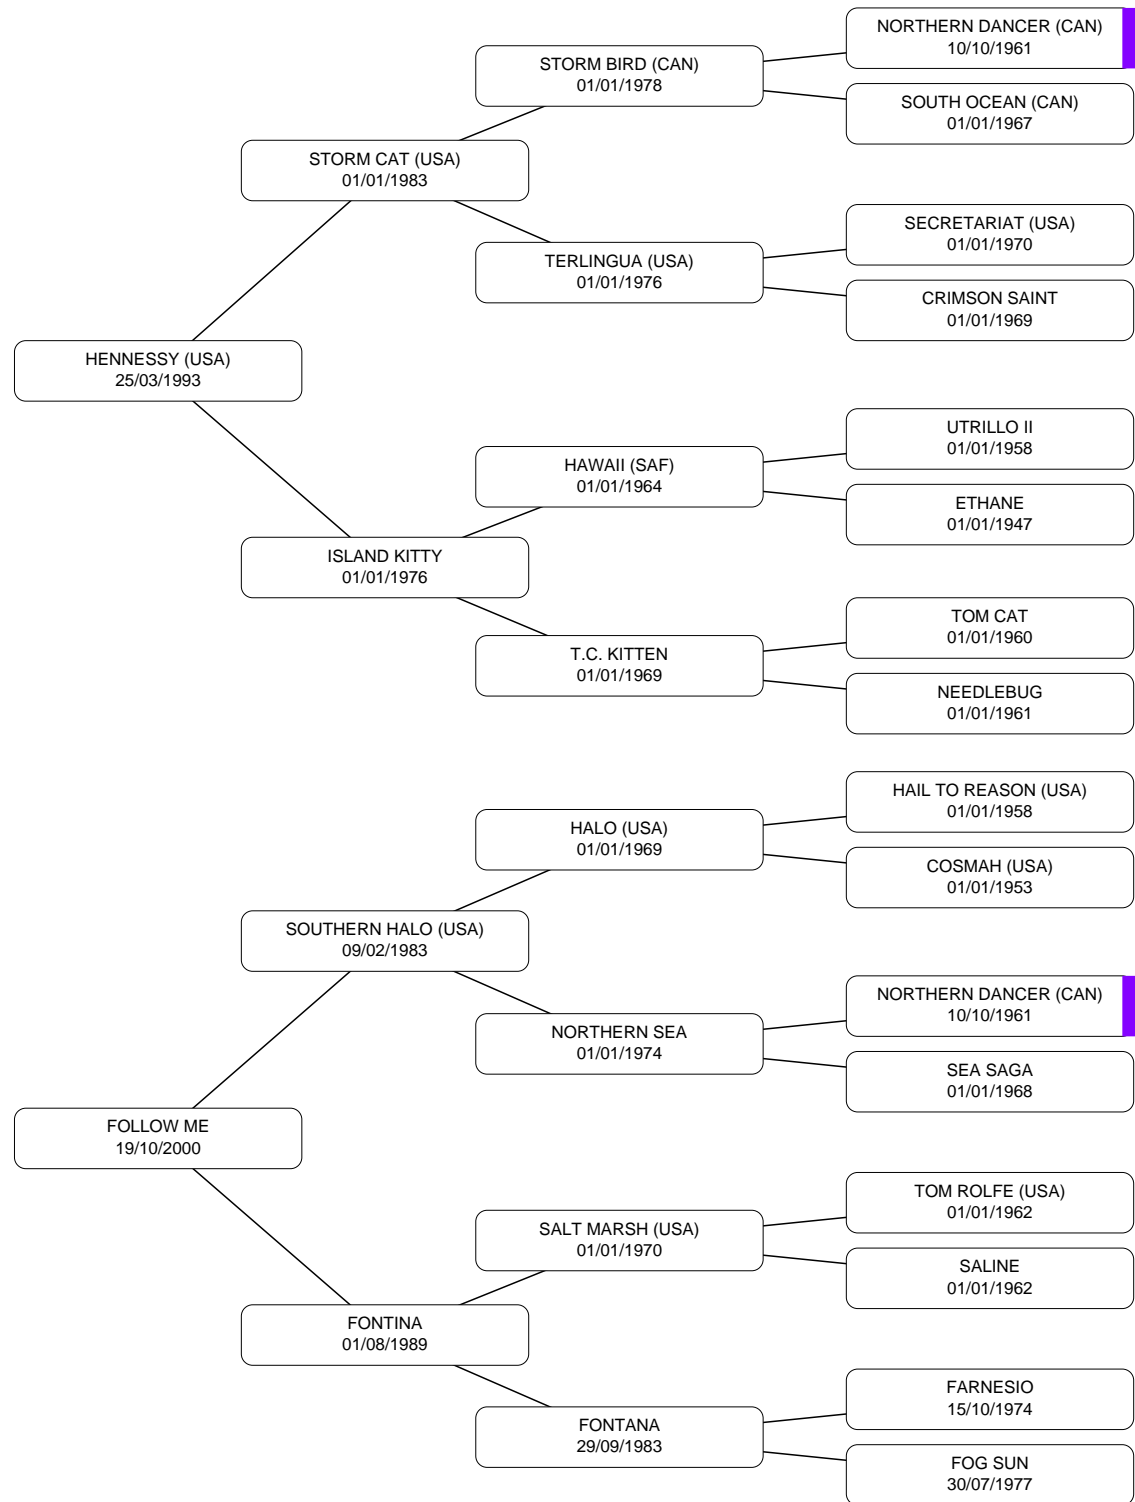 NORTHERN DANCER (CAN)
10/10/1961
STORM BIRD (CAN)
01/01/1978
SOUTH OCEAN (CAN)
01/01/1967
STORM CAT (USA)
01/01/1983
SECRETARIAT (USA)
01/01/1970
TERLINGUA (USA)
01/01/1976
CRIMSON SAINT
01/01/1969
HENNESSY (USA)
25/03/1993
UTRILLO II
01/01/1958
HAWAII (SAF)
01/01/1964
ETHANE
01/01/1947
ISLAND KITTY
01/01/1976
TOM CAT
01/01/1960
T.C. KITTEN
01/01/1969
NEEDLEBUG
01/01/1961
HAIL TO REASON (USA)
01/01/1958
HALO (USA)
01/01/1969
COSMAH (USA)
01/01/1953
SOUTHERN HALO (USA)
09/02/1983
NORTHERN DANCER (CAN)
10/10/1961
NORTHERN SEA
01/01/1974
SEA SAGA
01/01/1968
FOLLOW ME
19/10/2000
TOM ROLFE (USA)
01/01/1962
SALT MARSH (USA)
01/01/1970
SALINE
01/01/1962
FONTINA
01/08/1989
FARNESIO
15/10/1974
FONTANA
29/09/1983
FOG SUN
30/07/1977